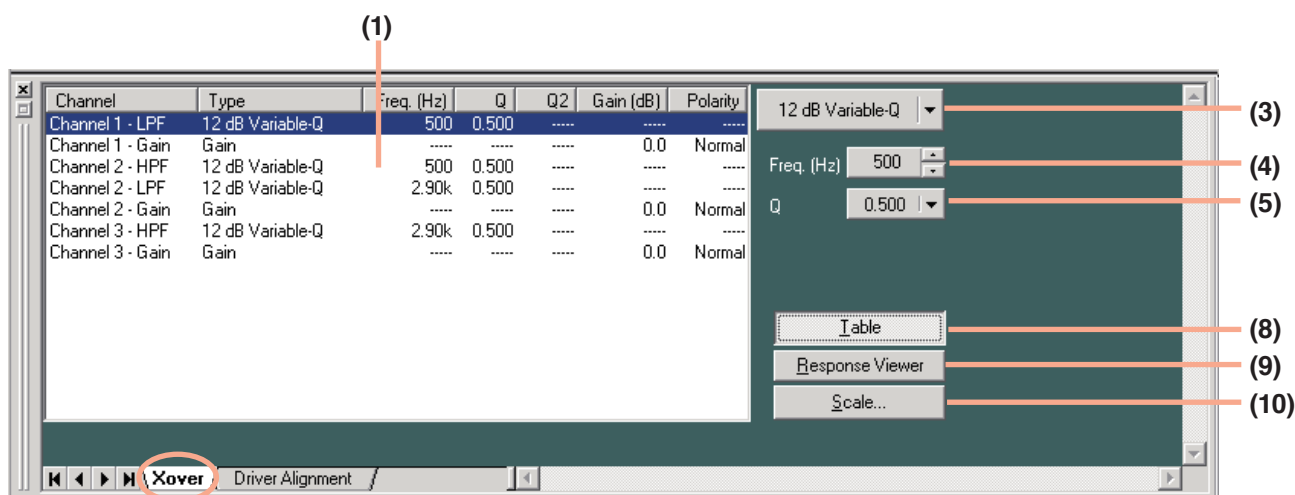 (1)
Channel Type Freq. (Hz) Q Q2 Gain (dB) Polarity
Channel 1 - LPF 12 dB Variable-Q 500 0.500 ----- ----- -----
Channel 1 - Gain Gain ----- ----- ----- 0.0 Normal
Channel 2 - HPF 12 dB Variable-Q 500 0.500 ----- ----- -----
Channel 2 - LPF 12 dB Variable-Q 2.90k 0.500 ----- ----- -----
Channel 2 - Gain Gain ----- ----- ----- 0.0 Normal
Channel 3 - HPF 12 dB Variable-Q 2.90k 0.500 ----- ----- -----
Channel 3 - Gain Gain ----- ----- ----- 0.0 Normal
12 dB Variable-Q (3)
Freq. (Hz) 500 (4)
Q 0.500 (5)
Table (8)
Response Viewer (9)
Scale... (10)
Xover Driver Alignment